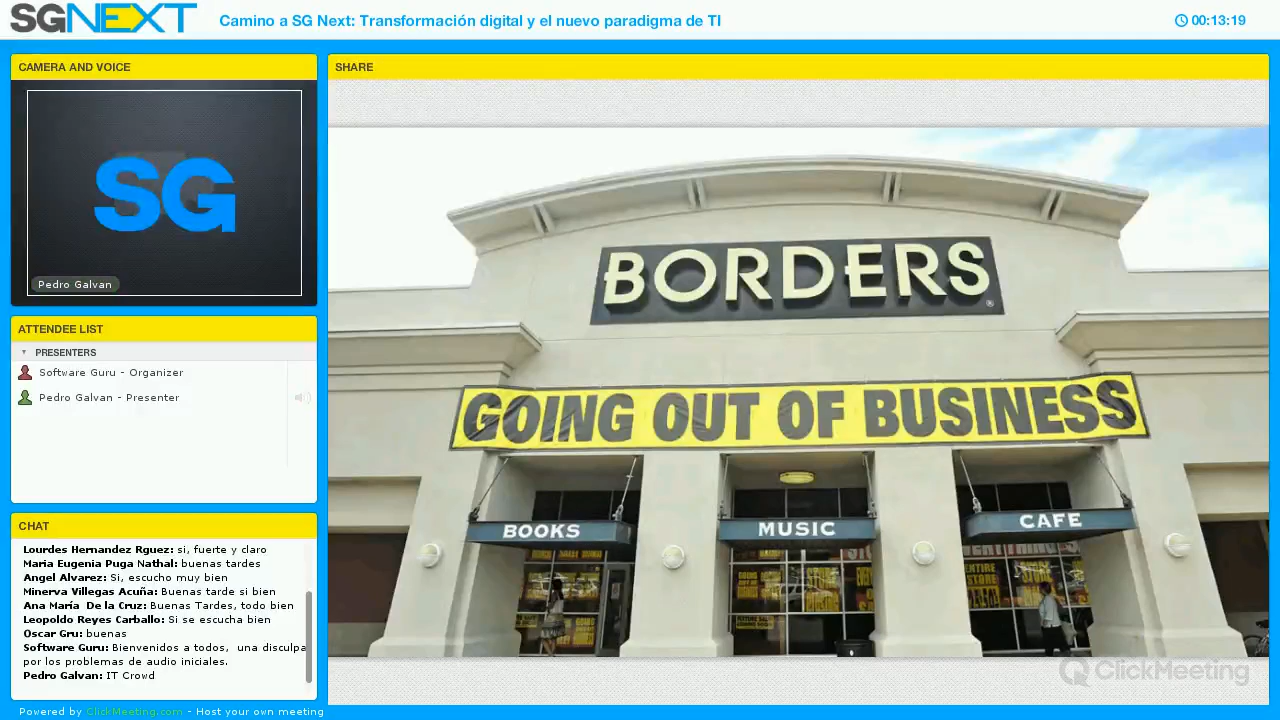 SGNEXT
Camino a SG Next: Transformación digital y el nuevo paradigma de TI
00:13:19
CAMERA AND VOICE
SG
Pedro Galvan
ATTENDEE LIST
PRESENTERS
Software Guru - Organizer
Pedro Galvan - Presenter
CHAT
Lourdes Hernandez Rguez: si, fuerte y claro
Maria Eugenia Puga Nathal: buenas tardes
Angel Alvarez: Si, escucho muy bien
Minerva Villegas Acuña: Buenas tarde si bien
Ana María De la Cruz: Buenas Tardes, todo bien
Leopoldo Reyes Carballo: Si se escucha bien
Oscar Gru: buenas
Software Guru: Bienvenidos a todos, una disculpa
por los problemas de audio iniciales.
Pedro Galvan: IT Crowd
Powered by ClickMeeting.com - Host your own meeting
SHARE
BORDERS
GOING OUT OF BUSINESS
BOOKS
MUSIC
CAFE
ClickMeeting